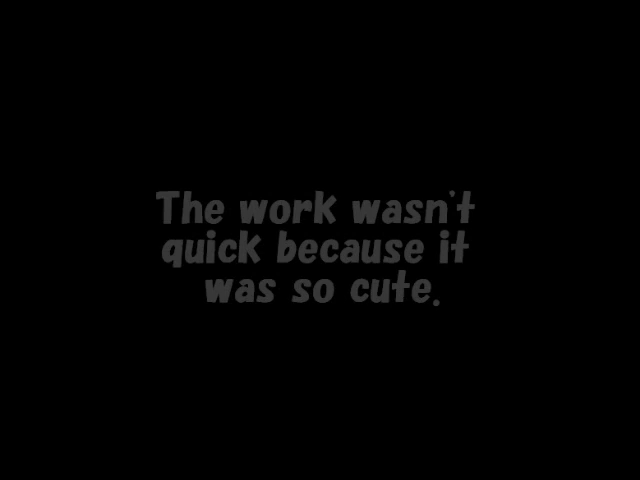 The work wasn't
quick because it
was so cute.